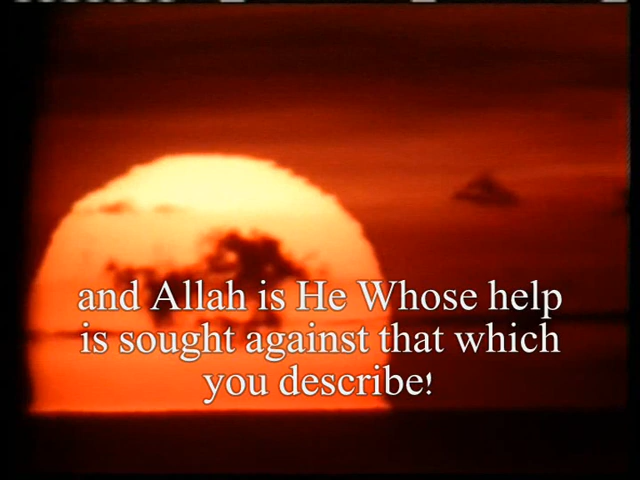 and Allah is He Whose help
is sought against that which
you describe!